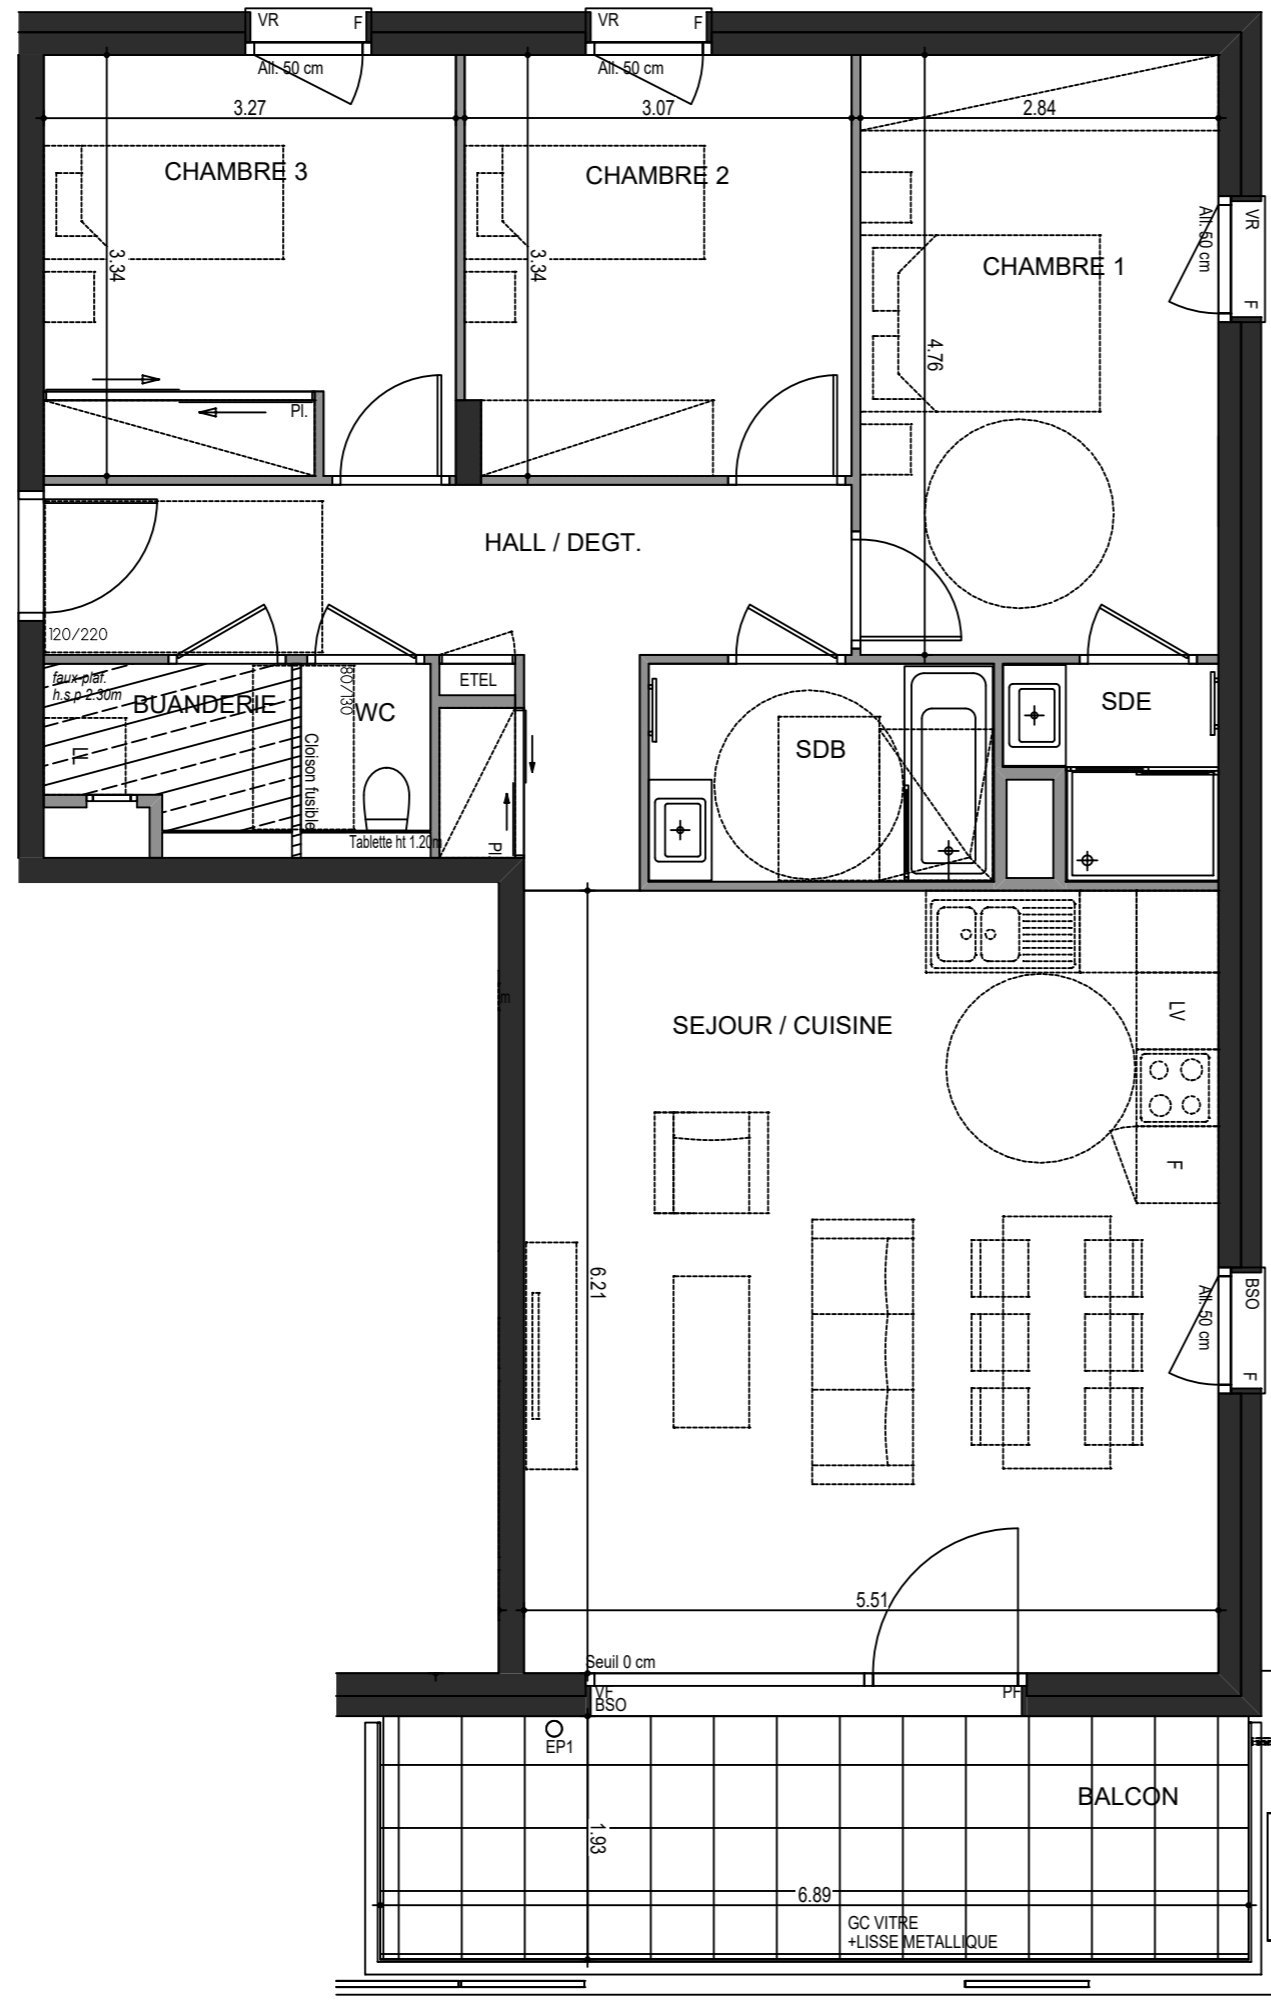 VR F
VR F
All. 50 cm
All. 50 cm
3.27
3.07
2.84
CHAMBRE 3
CHAMBRE 2
All. 50 cm
VR
F
CHAMBRE 1
3.34
3.34
4.76
Pl.
HALL / DEGT.
120/220
faux-plaf.
h.s.p 2.30m
BUANDERIE
80/130
WC
ETEL
SDB
SDE
LL
Cloison fusible
Tablette ht 1.20m
Pl.
SEJOUR / CUISINE
LV
F
6.21
All. 50 cm
BSO
F
5.51
Seuil 0 cm
VF
BSO
PF
EP1
BALCON
1.93
6.89
GC VITRE
+LISSE METALLIQUE